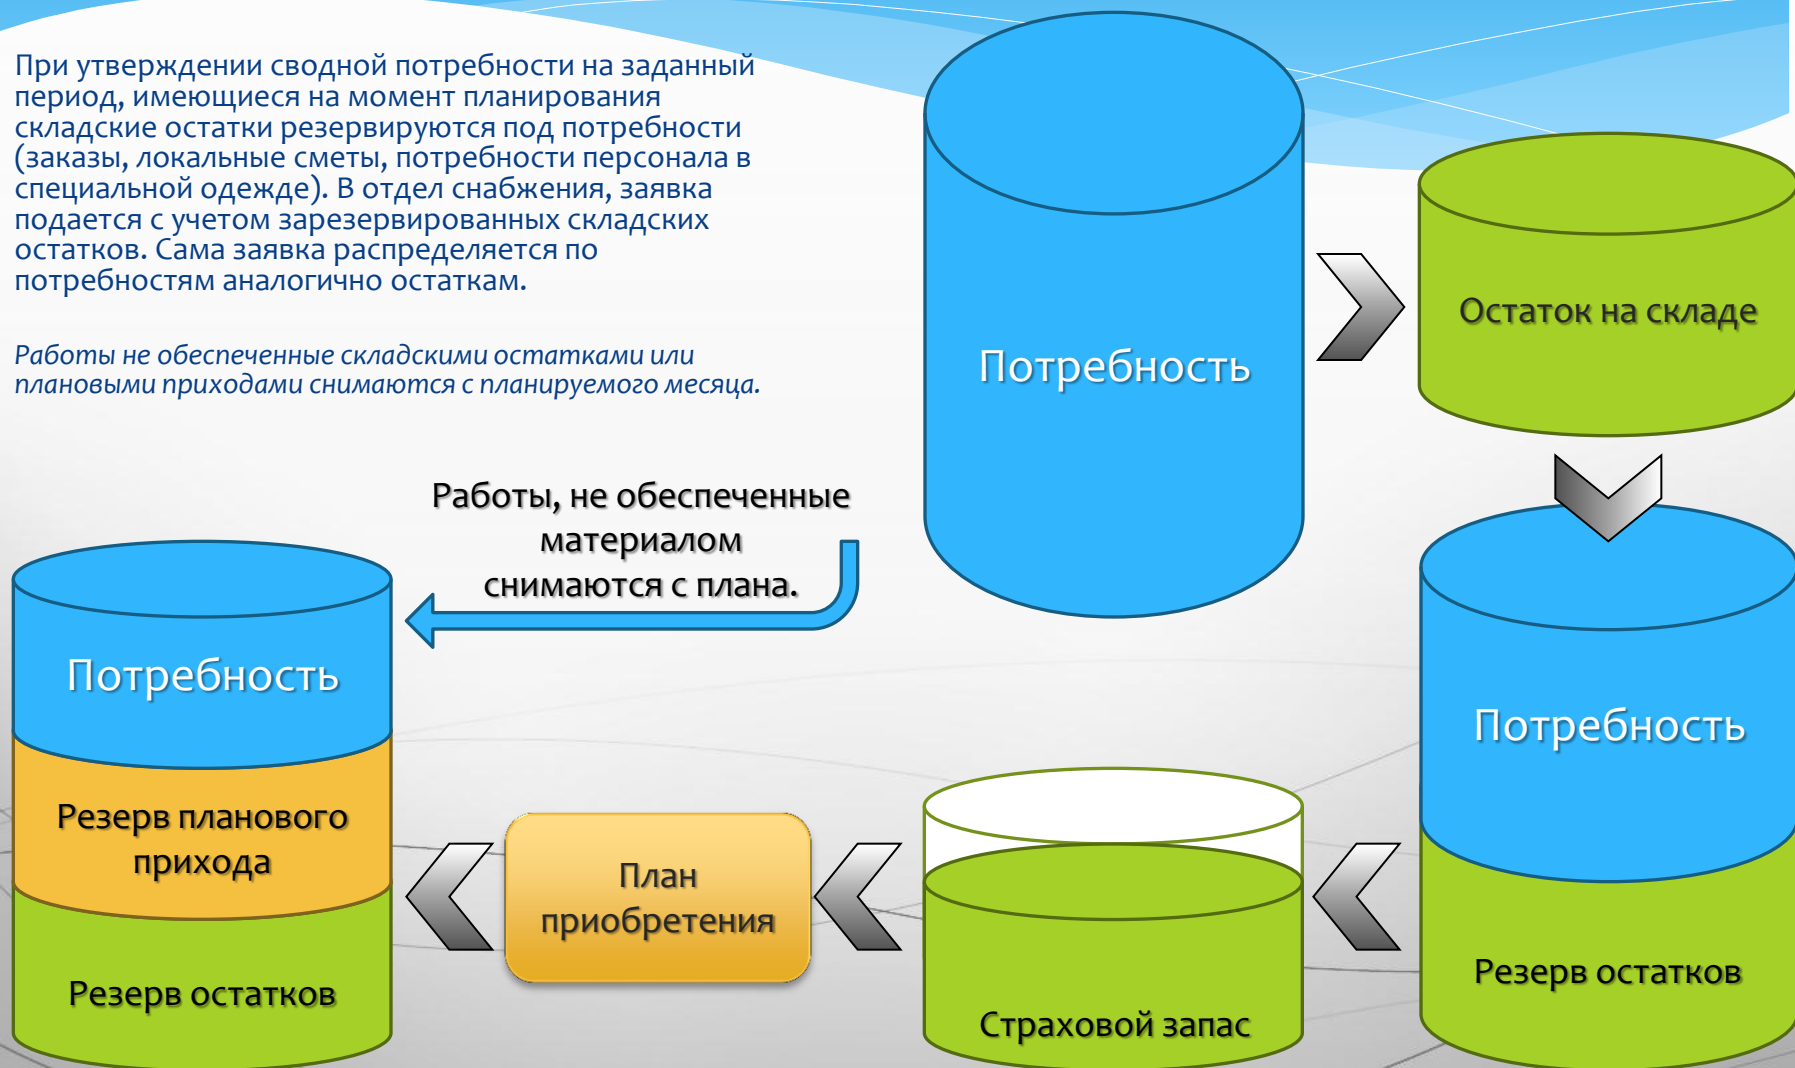 При утверждении сводной потребности на заданный
период, имеющиеся на момент планирования
складские остатки резервируются под потребности
(заказы, локальные сметы, потребности персонала в
специальной одежде). В отдел снабжения, заявка
подается с учетом зарезервированных складских
остатков. Сама заявка распределяется по
потребностям аналогично остаткам.
Работы не обеспеченные складскими остатками или
плановыми приходами снимаются с планируемого месяца.
Потребность
Остаток на складе
Работы, не обеспеченные
материалом
снимаются с плана.
Потребность
Резерв планового
прихода
Резерв остатков
План
приобретения
Страховой запас
Потребность
Резерв остатков